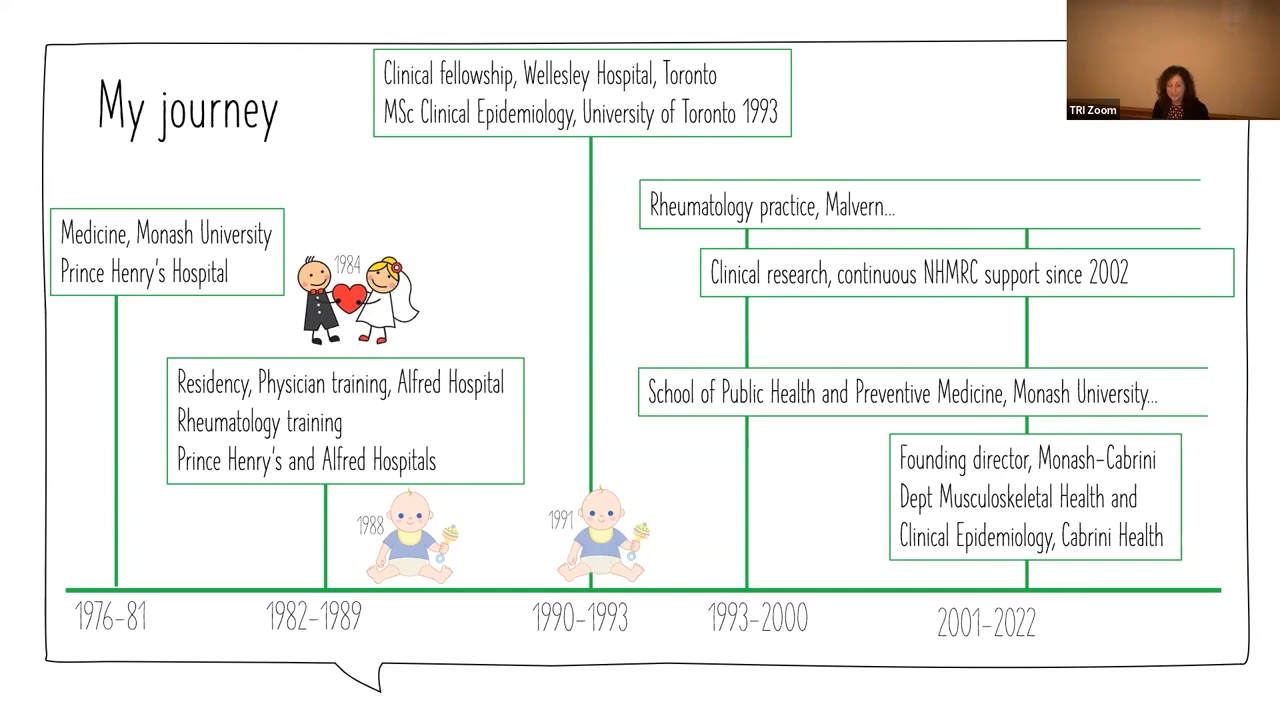 My journey
Clinical fellowship, Wellesley Hospital, Toronto
MSc Clinical Epidemiology, University of Toronto 1993
TRI Zoom
Medicine, Monash University
Prince Henry's Hospital
1984
Rheumatology practice, Malvern...
Clinical research, continuous NHMRC support since 2002
Residency, Physician training, Alfred Hospital
Rheumatology training
Prince Henry's and Alfred Hospitals
School of Public Health and Preventive Medicine, Monash University...
Founding director, Monash-Cabrini
Dept Musculoskeletal Health and
Clinical Epidemiology, Cabrini Health
1988
1991
1976-81
1982-1989
1990-1993
1993-2000
2001-2022